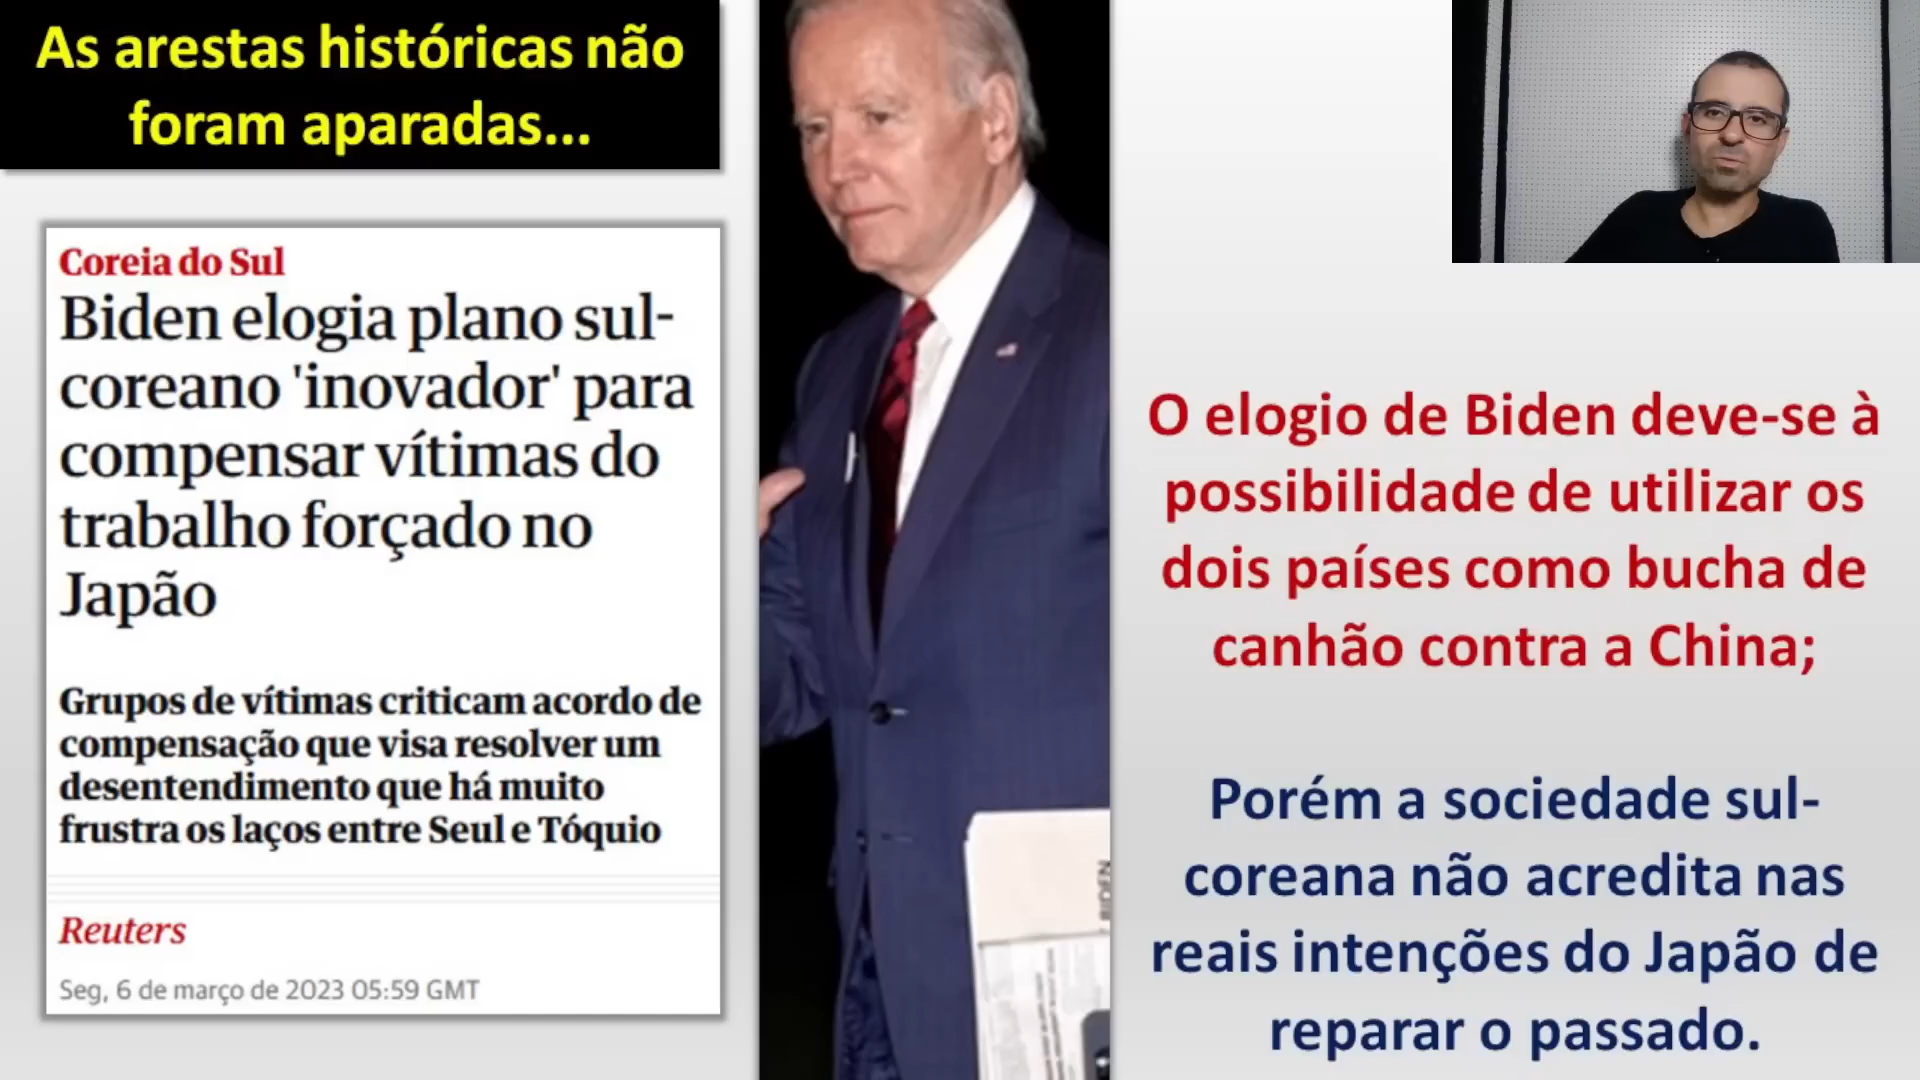 As arestas históricas não
foram aparadas...
Coreia do Sul
Biden elogia plano sul-
coreano 'inovador' para
compensar vítimas do
trabalho forçado no
Japão
Grupos de vítimas criticam acordo de
compensação que visa resolver um
desentendimento que há muito
frustra os laços entre Seul e Tóquio
Reuters
Seg, 6 de março de 2023 05:59 GMT
O elogio de Biden deve-se à
possibilidade de utilizar os
dois países como bucha de
canhão contra a China;
Porém a sociedade sul-
coreana não acredita nas
reais intenções do Japão de
reparar o passado.